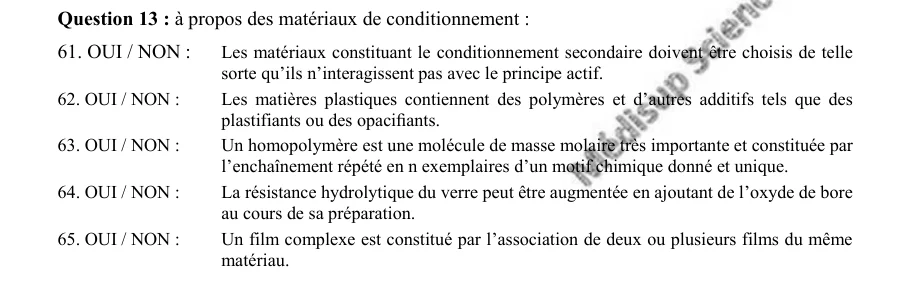 Question 13 : à propos des matériaux de conditionnement :
61. OUI / NON : Les matériaux constituant le conditionnement secondaire doivent être choisis de telle
sorte qu’ils n’interagissent pas avec le principe actif.
62. OUI / NON : Les matières plastiques contiennent des polymères et d’autres additifs tels que des
plastifiants ou des opacifiants.
63. OUI / NON : Un homopolymère est une molécule de masse molaire très importante et constituée par
l’enchaînement répété en n exemplaires d’un motif chimique donné et unique.
64. OUI / NON : La résistance hydrolytique du verre peut être augmentée en ajoutant de l’oxyde de bore
au cours de sa préparation.
65. OUI / NON : Un film complexe est constitué par l’association de deux ou plusieurs films du même
matériau.
Médisup Scienc